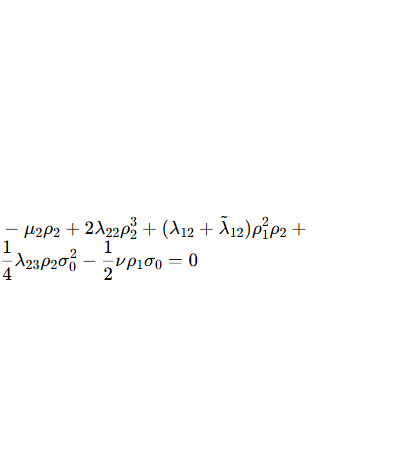 − μ₂ρ₂ + 2λ₂₂ρ₂³ + (λ₁₂ + λ̃₁₂)ρ₁²ρ₂ +
1/4 λ₂₃ρ₂σ₀² − 1/2 νρ₁σ₀ = 0